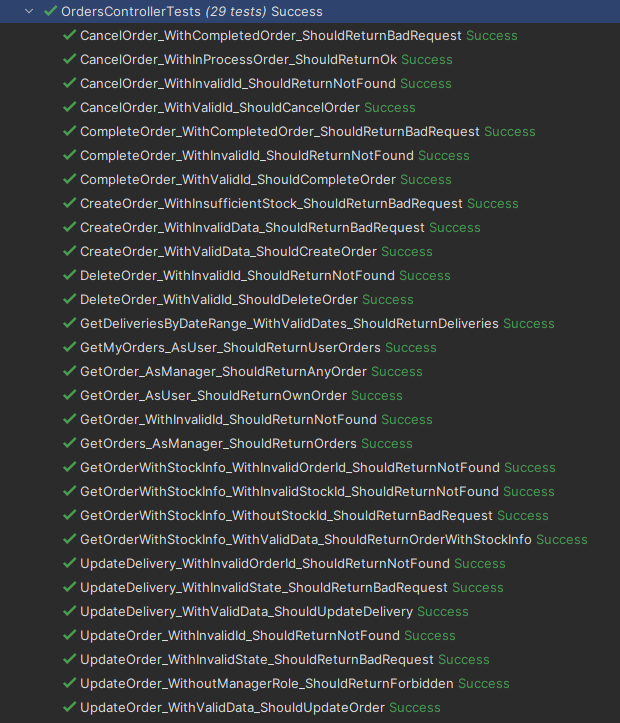 OrdersControllerTests (29 tests) Success
CancelOrder_WithCompletedOrder_ShouldReturnBadRequest Success
CancelOrder_WithInProcessOrder_ShouldReturnOk Success
CancelOrder_WithInvalidId_ShouldReturnNotFound Success
CancelOrder_WithValidId_ShouldCancelOrder Success
CompleteOrder_WithCompletedOrder_ShouldReturnBadRequest Success
CompleteOrder_WithInvalidId_ShouldReturnNotFound Success
CompleteOrder_WithValidId_ShouldCompleteOrder Success
CreateOrder_WithInsufficientStock_ShouldReturnBadRequest Success
CreateOrder_WithInvalidData_ShouldReturnBadRequest Success
CreateOrder_WithValidData_ShouldCreateOrder Success
DeleteOrder_WithInvalidId_ShouldReturnNotFound Success
DeleteOrder_WithValidId_ShouldDeleteOrder Success
GetDeliveriesByDateRange_WithValidDates_ShouldReturnDeliveries Success
GetMyOrders_AsUser_ShouldReturnUserOrders Success
GetOrder_AsManager_ShouldReturnAnyOrder Success
GetOrder_AsUser_ShouldReturnOwnOrder Success
GetOrder_WithInvalidId_ShouldReturnNotFound Success
GetOrders_AsManager_ShouldReturnOrders Success
GetOrderWithStockInfo_WithInvalidOrderId_ShouldReturnNotFound Success
GetOrderWithStockInfo_WithInvalidStockId_ShouldReturnNotFound Success
GetOrderWithStockInfo_WithoutStockId_ShouldReturnBadRequest Success
GetOrderWithStockInfo_WithValidData_ShouldReturnOrderWithStockInfo Success
UpdateDelivery_WithInvalidOrderId_ShouldReturnNotFound Success
UpdateDelivery_WithInvalidState_ShouldReturnBadRequest Success
UpdateDelivery_WithValidData_ShouldUpdateDelivery Success
UpdateOrder_WithInvalidId_ShouldReturnNotFound Success
UpdateOrder_WithInvalidState_ShouldReturnBadRequest Success
UpdateOrder_WithoutManagerRole_ShouldReturnForbidden Success
UpdateOrder_WithValidData_ShouldUpdateOrder Success